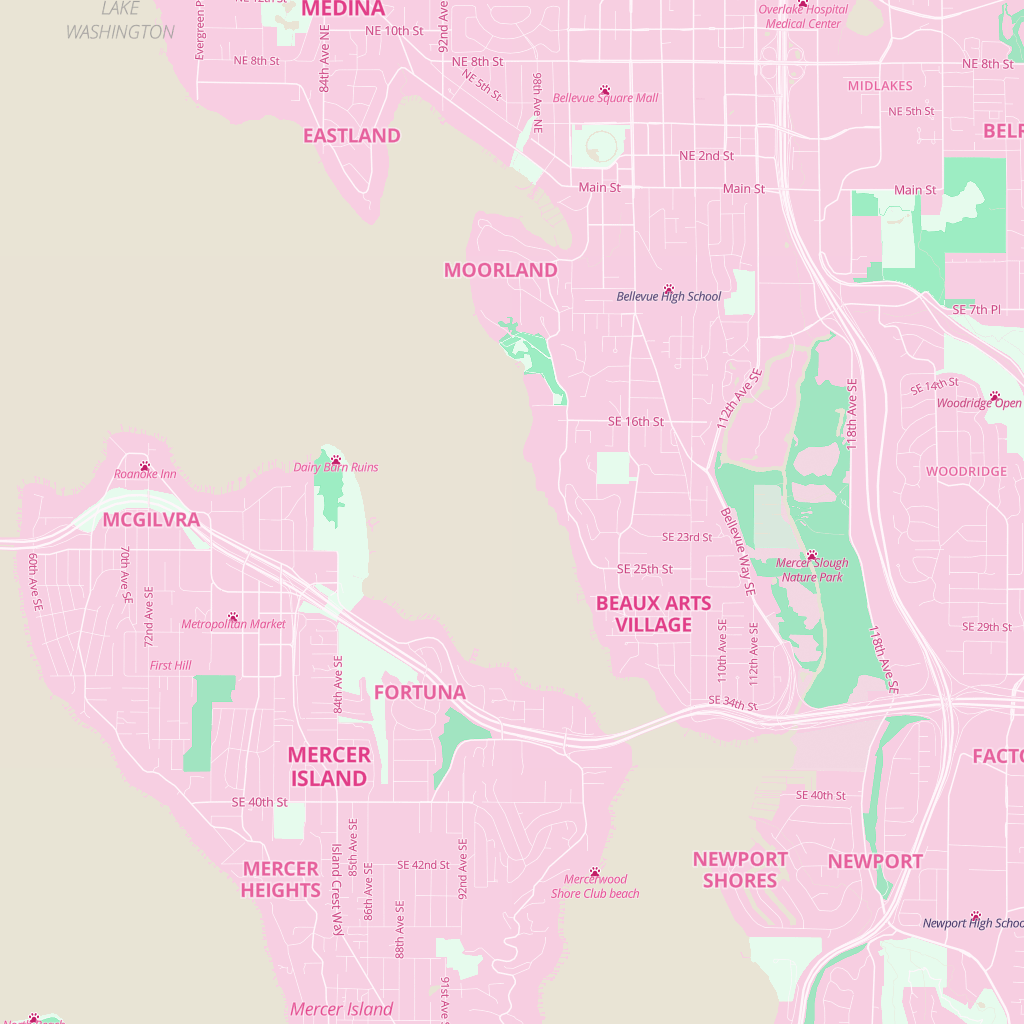 LAKE
WASHINGTON
NE 12th St
MEDINA
Evergreen P
84th Ave NE
92nd Ave
NE 10th St
NE 8th St
NE 8th St
NE 5th St
98th Ave NE
Bellevue Square Mall
Overlake Hospital
Medical Center
NE 8th St
MIDLAKES
NE 5th St
BELF
EASTLAND
NE 2nd St
Main St
Main St
Main St
MOORLAND
Bellevue High School
SE 7th Pl
112th Ave SE
118th Ave SE
SE 14th St
Woodridge Open
SE 16th St
WOODRIDGE
Roanoke Inn
Dairy Barn Ruins
MCGILVRA
Bellevue Way SE
SE 23rd St
Mercer Slough
Nature Park
SE 25th St
60th Ave SE
70th Ave SE
72nd Ave SE
Metropolitan Market
BEAUX ARTS
VILLAGE
110th Ave SE
112th Ave SE
118th Ave SE
SE 29th St
First Hill
84th Ave SE
FORTUNA
SE 34th St
MERCER
ISLAND
FACTO
SE 40th St
SE 40th St
85th Ave SE
Island Crest Way
86th Ave SE
SE 42nd St
92nd Ave SE
MERCER
HEIGHTS
NEWPORT
SHORES
NEWPORT
Mercerwood
Shore Club beach
88th Ave SE
Newport High Schoo
91st Ave S
Mercer Island
North Beach